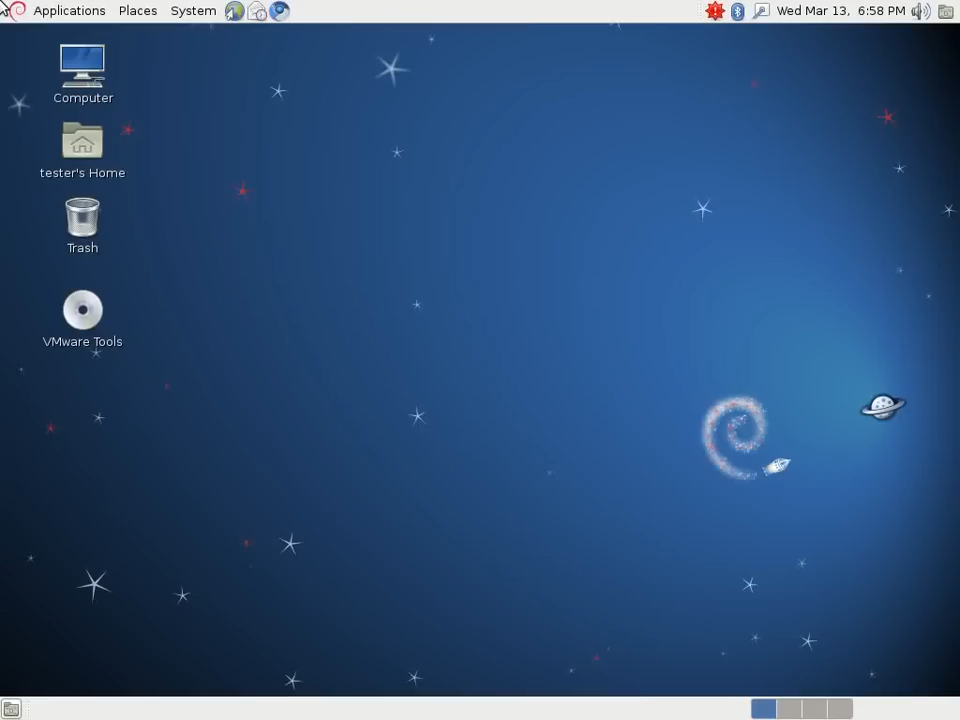 Applications Places System Wed Mar 13, 6:58 PM
Computer
tester's Home
Trash
VMware Tools